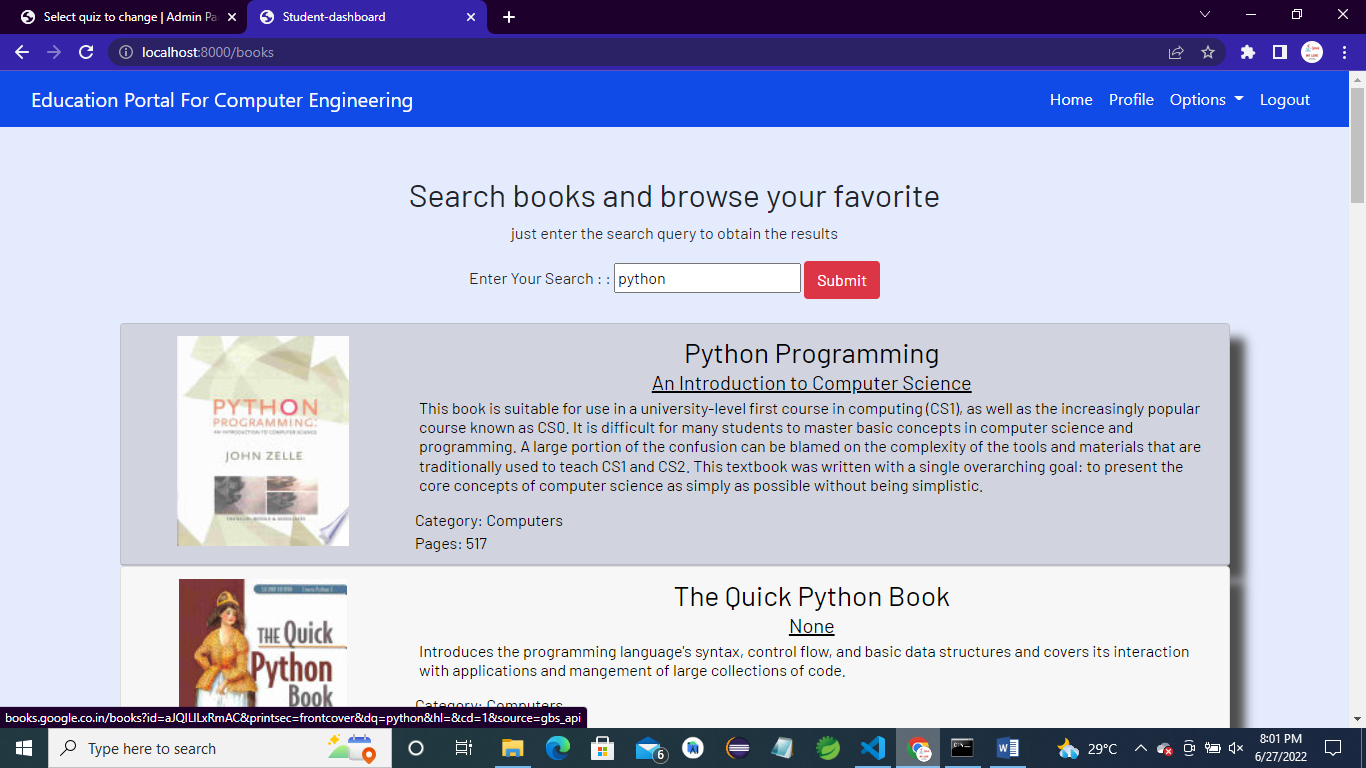 Select quiz to change | Admin Pa
Student-dashboard
localhost:8000/books
Education Portal For Computer Engineering
Home Profile Options Logout
Search books and browse your favorite
just enter the search query to obtain the results
Enter Your Search : : python Submit
PYTHON
PROGRAMMING:
AN INTRODUCTION TO COMPUTER SCIENCE
JOHN ZELLE
Python Programming
An Introduction to Computer Science
This book is suitable for use in a university-level first course in computing (CS1), as well as the increasingly popular
course known as CS0. It is difficult for many students to master basic concepts in computer science and
programming. A large portion of the confusion can be blamed on the complexity of the tools and materials that are
traditionally used to teach CS1 and CS2. This textbook was written with a single overarching goal: to present the
core concepts of computer science as simply as possible without being simplistic.
Category: Computers
Pages: 517
THE QUICK
Python
Book
The Quick Python Book
None
Introduces the programming language's syntax, control flow, and basic data structures and covers its interaction
with applications and mangement of large collections of code.
Category: Computers
books.google.co.in/books?id=aJQILlLxRmAC&printsec=frontcover&dq=python&hl=&cd=1&source=gbs_api
Type here to search
6
29°C
8:01 PM
6/27/2022